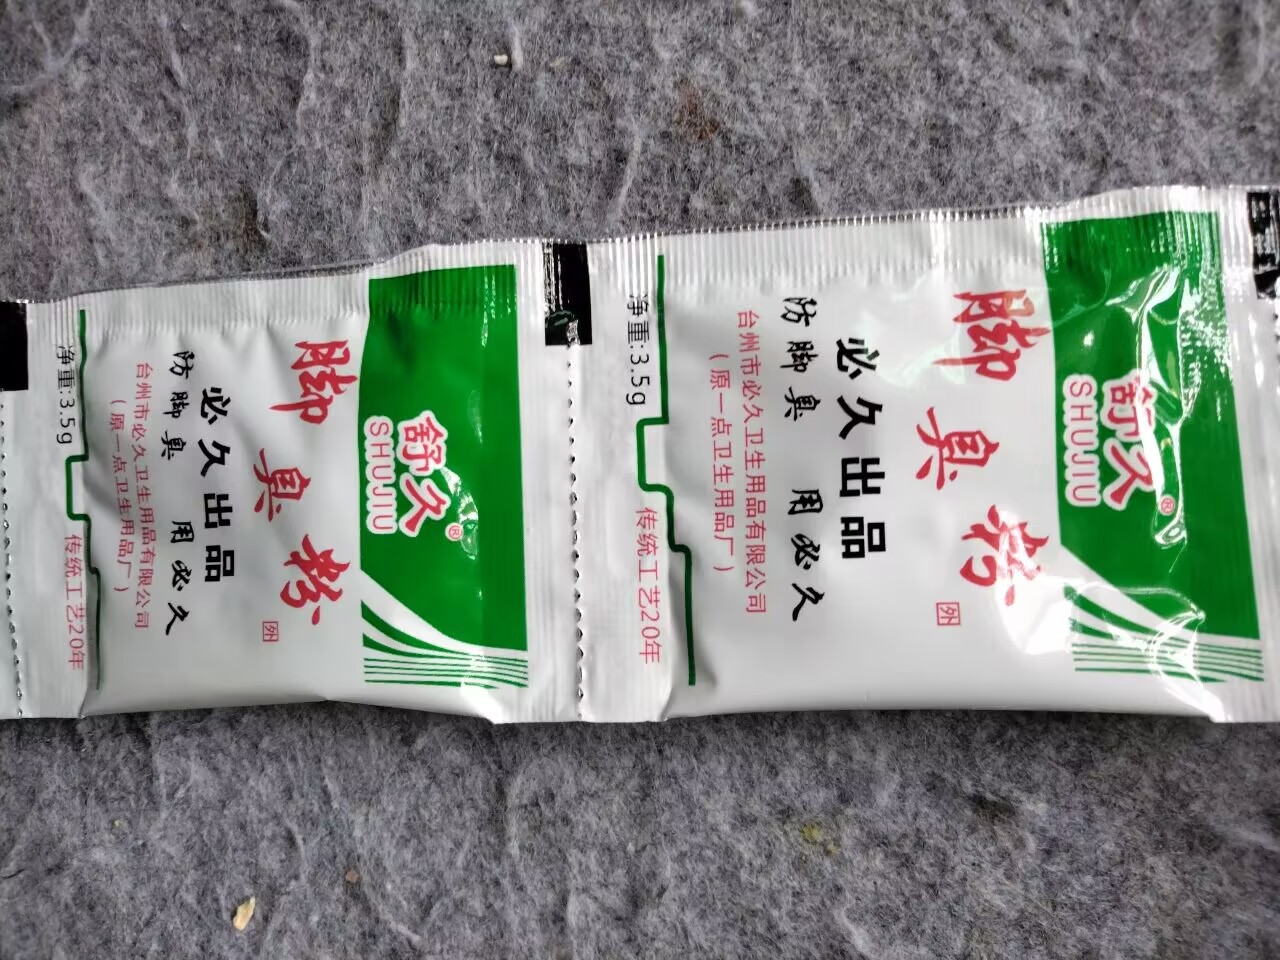 舒久®
SHUJIU
脚臭粉
外
必久出品
防脚臭 用必久
台州市必久卫生用品有限公司
（原一点卫生用品厂）
净重:3.5g
传统工艺20年
舒久®
SHUJIU
脚臭粉
外
必久出品
防脚臭 用必久
台州市必久卫生用品有限公司
（原一点卫生用品厂）
净重:3.5g
传统工艺20年